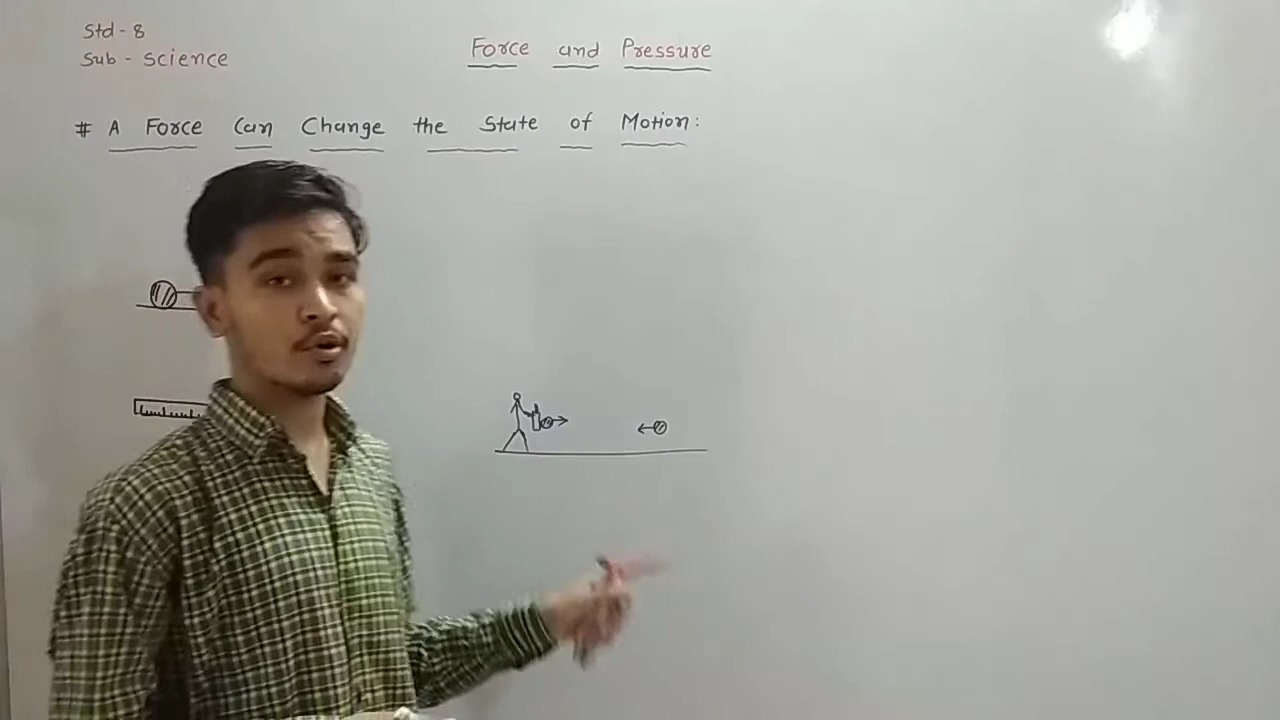 Std - 8
Sub - Science
Force and Pressure
# A Force Can Change the State of Motion: